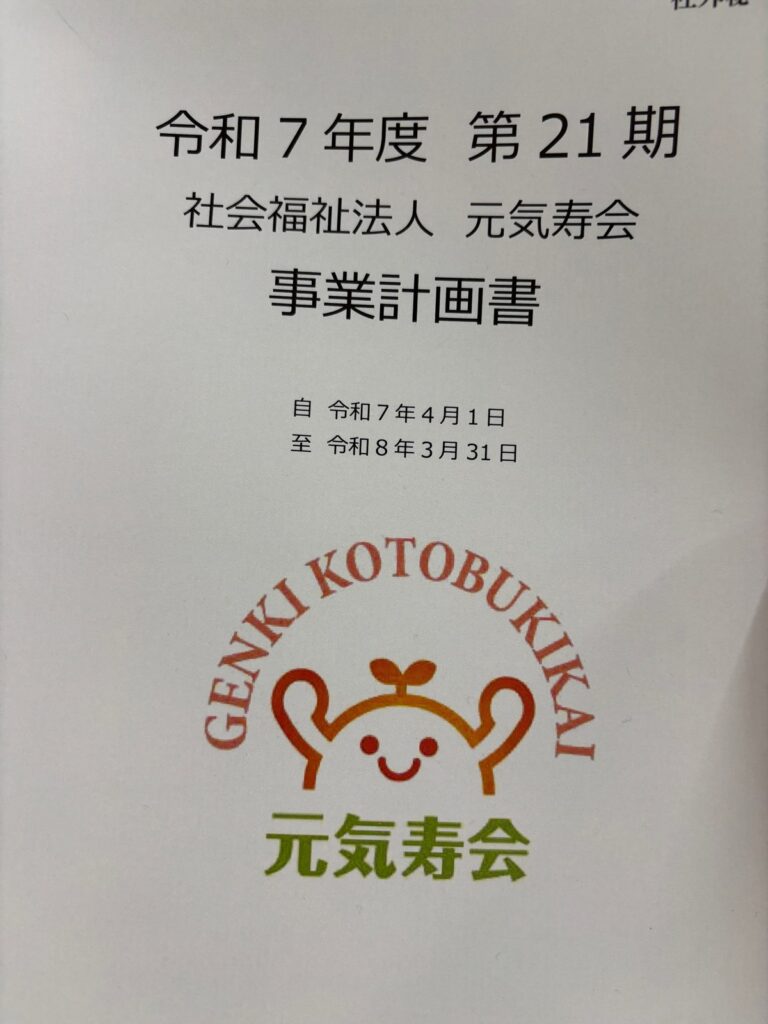 令和７年度 第21期
社会福祉法人 元気寿会
事業計画書
自 令和７年４月１日
至 令和８年３月31日
GENKI KOTOBUKIKAI
元気寿会